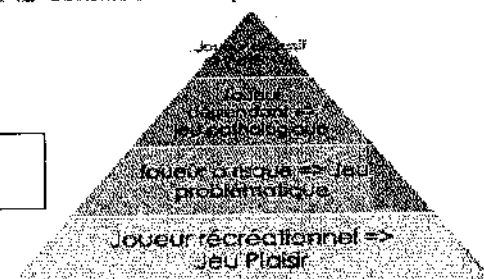 Joueur
dépendant =>
jeu pathologique
Joueur à risque => Jeu
problématique
Joueur récréationnel =>
Jeu Plaisir